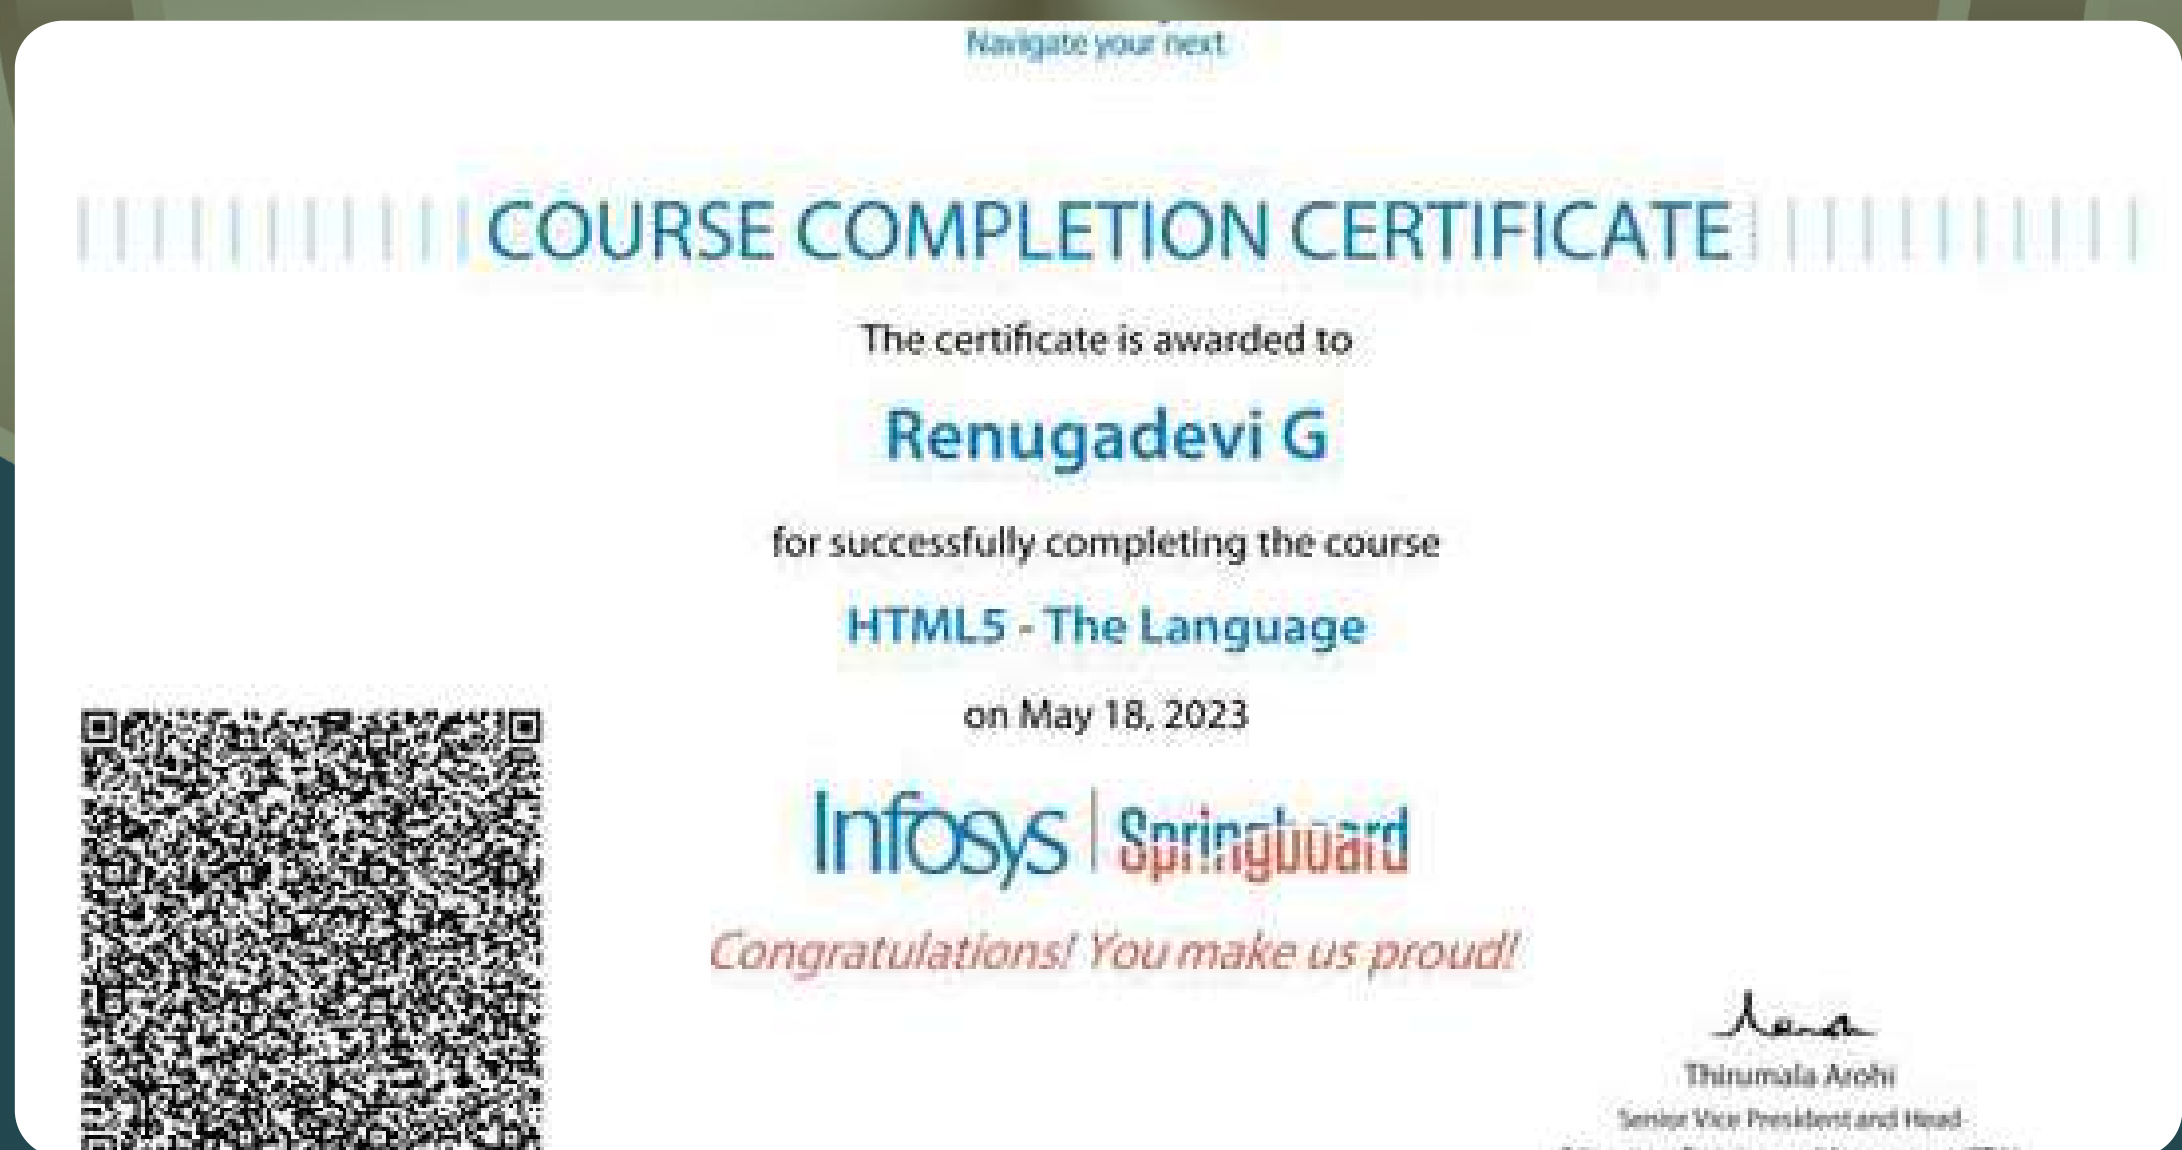 Navigate your next
COURSE COMPLETION CERTIFICATE
The certificate is awarded to
Renugadevi G
for successfully completing the course
HTML5 - The Language
on May 18, 2023
Infosys | Springboard
Congratulations! You make us proud!
Thirumala Arohi
Senior Vice President and Head